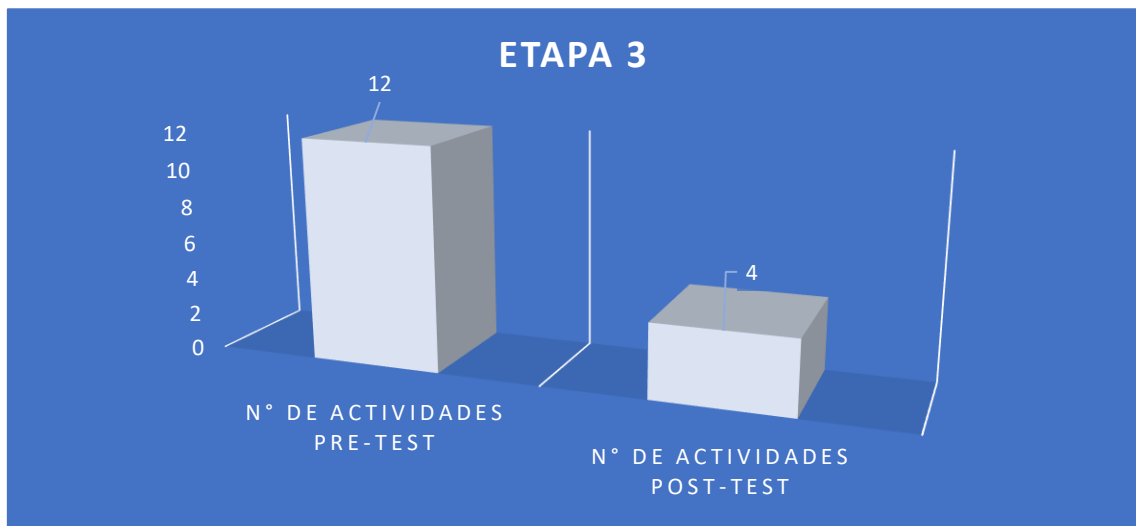 ETAPA 3
12
12
10
8
6
4
2
0
4
N° DE ACTIVIDADES
PRE-TEST
N° DE ACTIVIDADES
POST-TEST